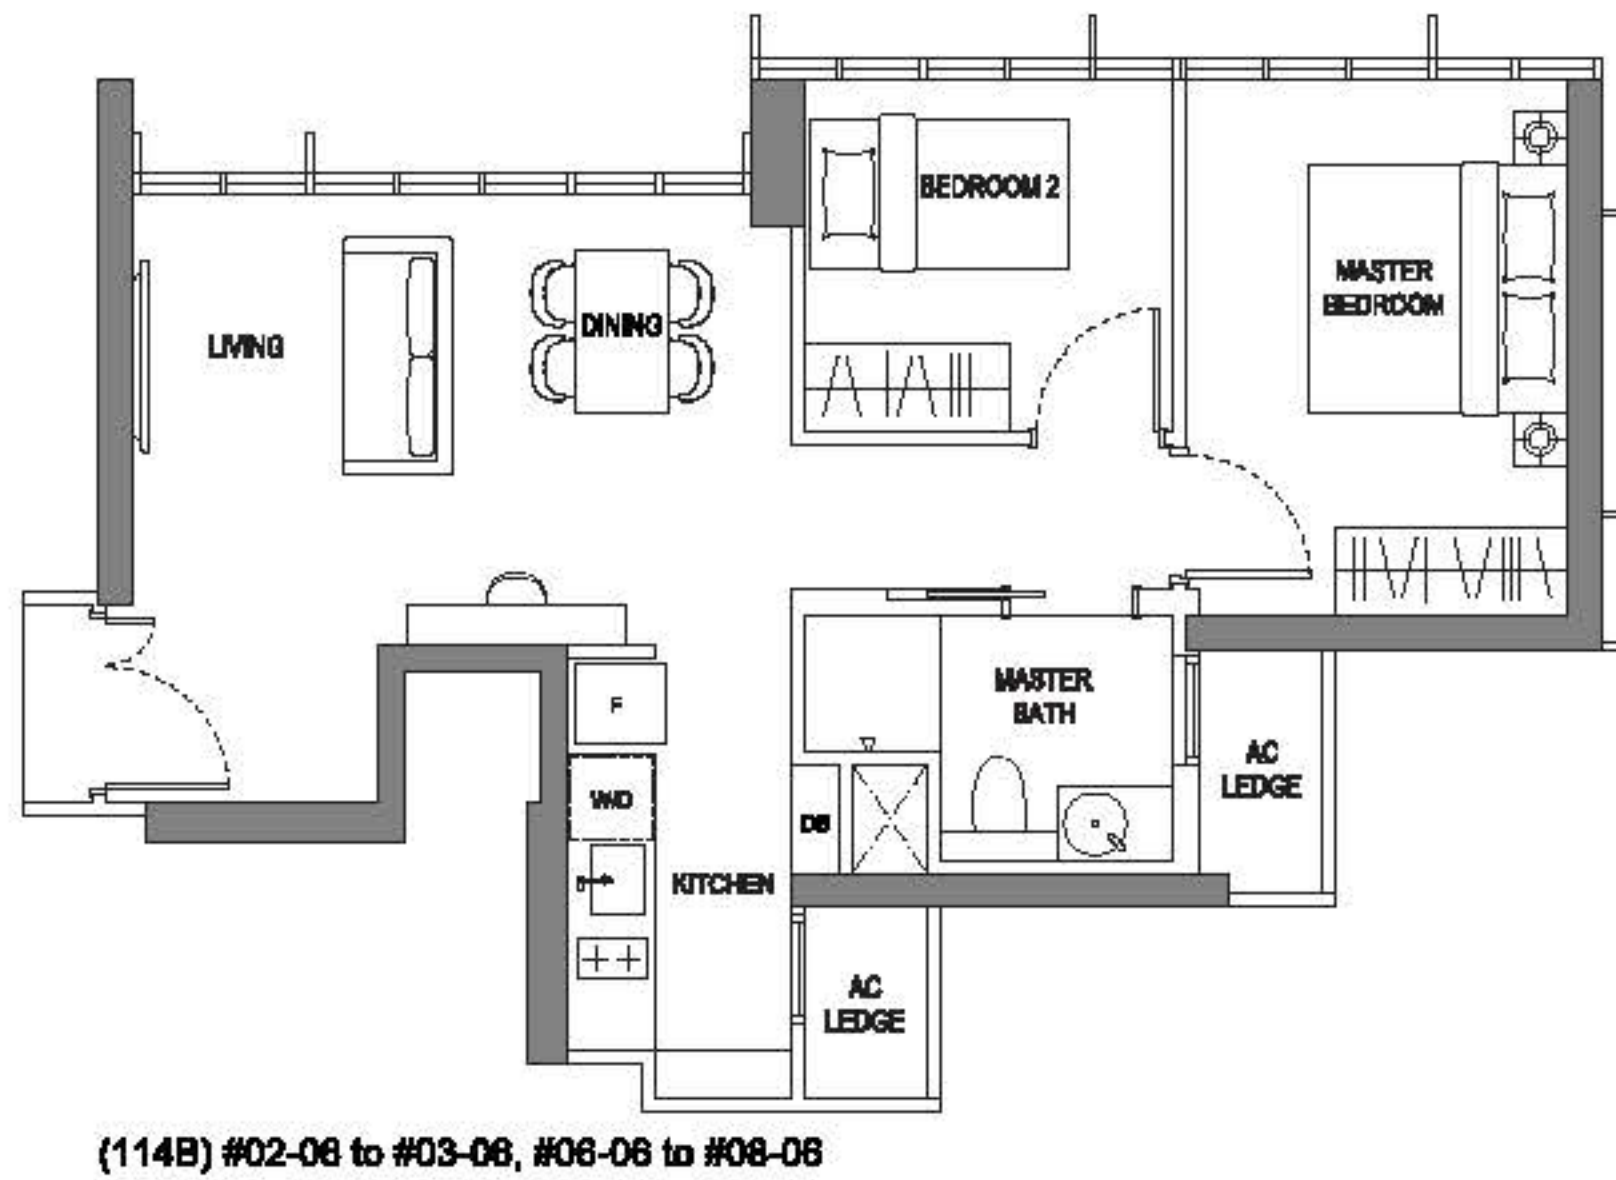 BEDROOM 2
MASTER
BEDROOM
LIVING
DINING
F
W/D
MASTER
BATH
AC
LEDGE
DB
KITCHEN
AC
LEDGE
(114B) #02-06 to #03-06, #06-06 to #08-06